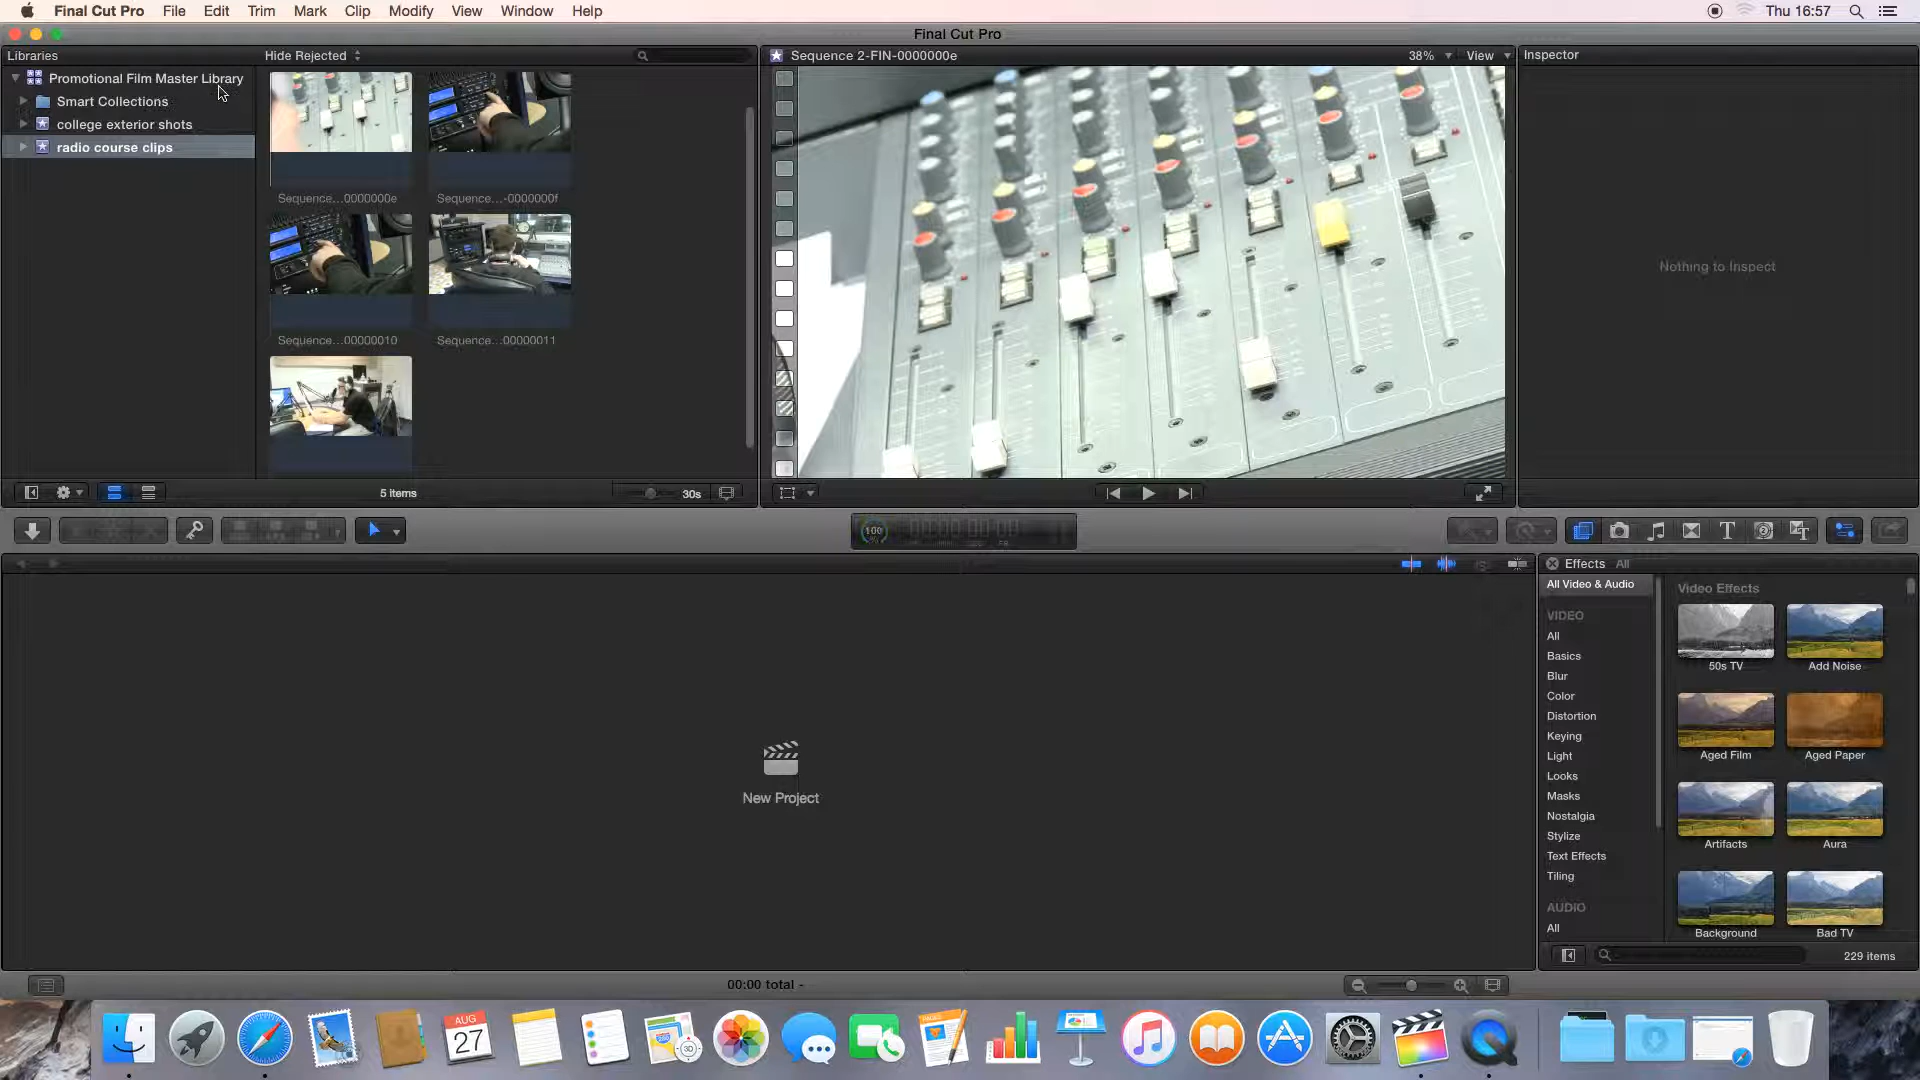 Final Cut Pro File Edit Trim Mark Clip Modify View Window Help Thu 16:57
Final Cut Pro
Libraries Hide Rejected Sequence 2-FIN-0000000e 38% View Inspector
Promotional Film Master Library
Smart Collections
college exterior shots
radio course clips
Sequence...0000000e Sequence...-0000000f
Sequence...00000010 Sequence...00000011
Nothing to Inspect
5 items 30s
100 00:00:00:00
Effects All
All Video & Audio
VIDEO
All
Basics
Blur
Color
Distortion
Keying
Light
Looks
Masks
Nostalgia
Stylize
Text Effects
Tiling
AUDIO
All
Video Effects
50s TV Add Noise
Aged Film Aged Paper
Artifacts Aura
Background Bad TV
229 items
New Project
00:00 total -
AUG
27